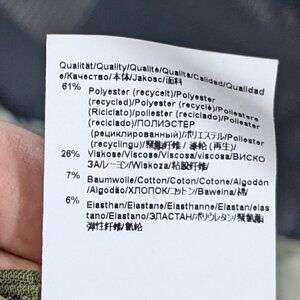 Qualität/Quality/Qualité/Qualità/Calidad/Qualidad
e/Качество/本体/Jakość/面料
61% Polyester (recycelt)/Polyester
(recycled)/Polyester (recyclé)/Poliestere
(Riciclato)/Poliester (reciclado)/Poliester
(reciclado)/ПОЛИЭСТЕР
(рециклированный)/ポリエステル/Poliester
(recyclingu)/聚酯纤维 / 涤纶 (再生)/
26% Viskose/Viscose/Viscosa/viscosa/ВИСКО
ЗА/レーヨン/Wiskoza/粘胶纤维/
7% Baumwolle/Cotton/Coton/Cotone/Algodón
/Algodão/ХЛОПОК/コットン/Bawełna/棉/
6% Elasthan/Elastane/Élasthanne/Elastan/elas
tano/Elastano/ЭЛАСТАН/ポリウレタン/聚氨酯
弹性纤维/氨纶